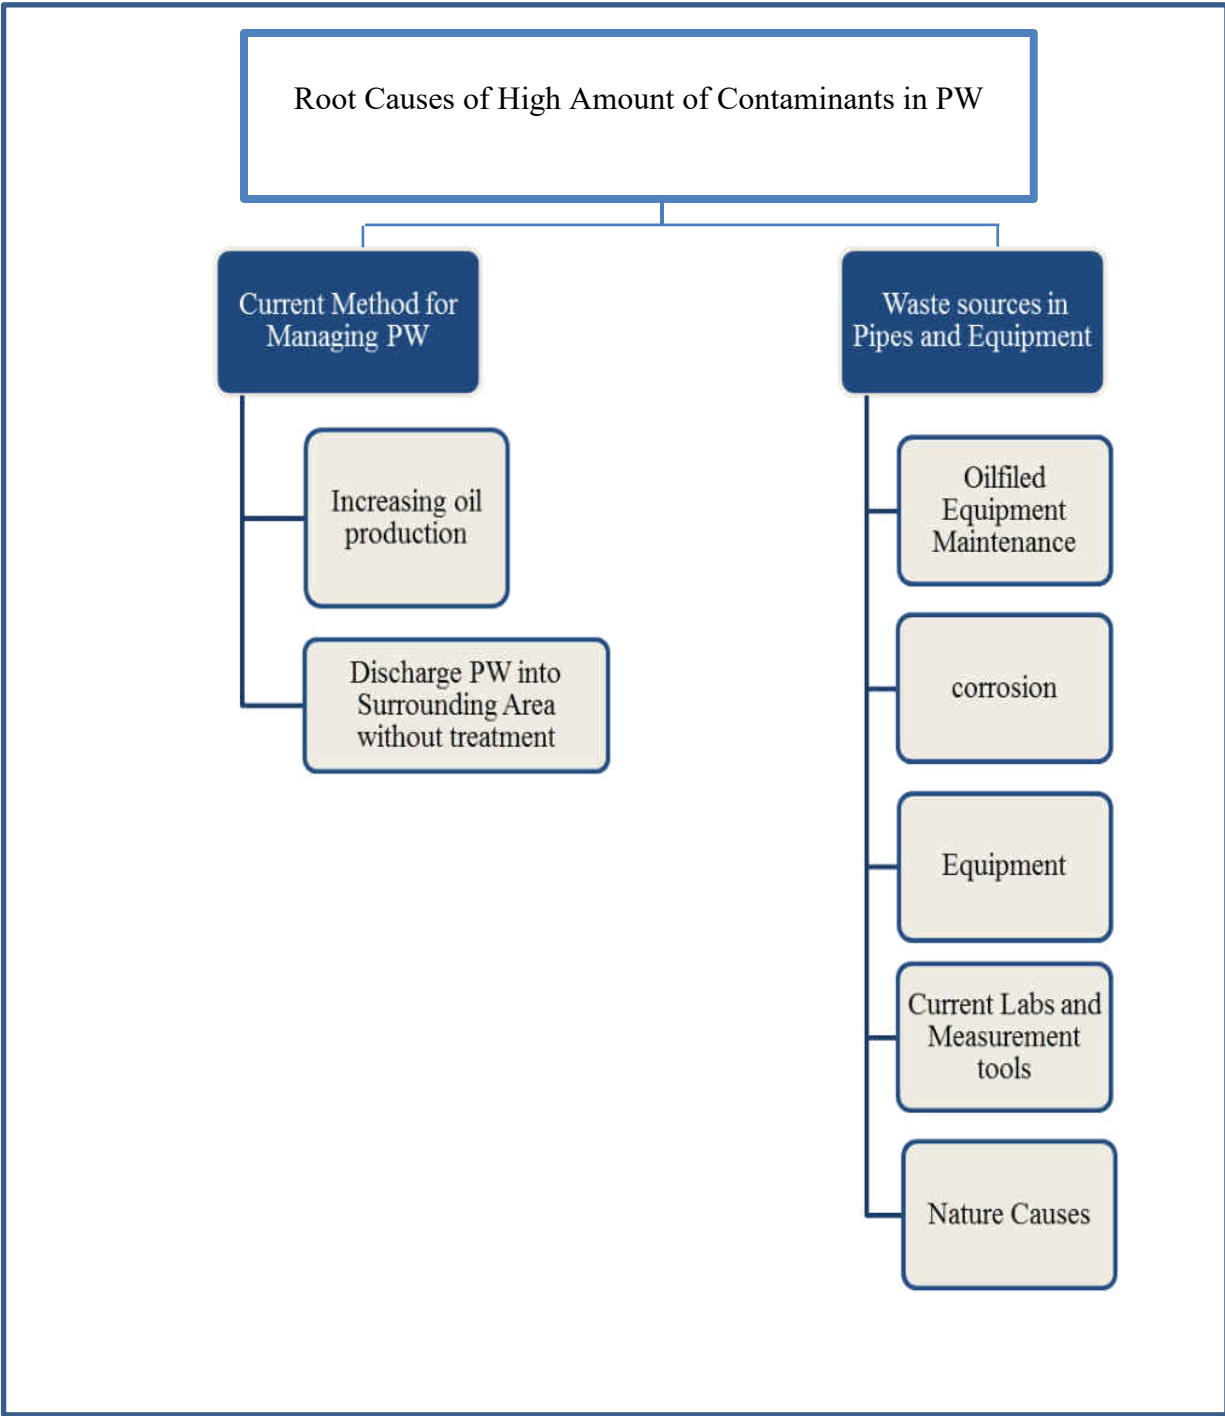 Root Causes of High Amount of Contaminants in PW
Current Method for
Managing PW
Increasing oil
production
Discharge PW into
Surrounding Area
without treatment
Waste sources in
Pipes and Equipment
Oilfiled
Equipment
Maintenance
corrosion
Equipment
Current Labs and
Measurement
tools
Nature Causes